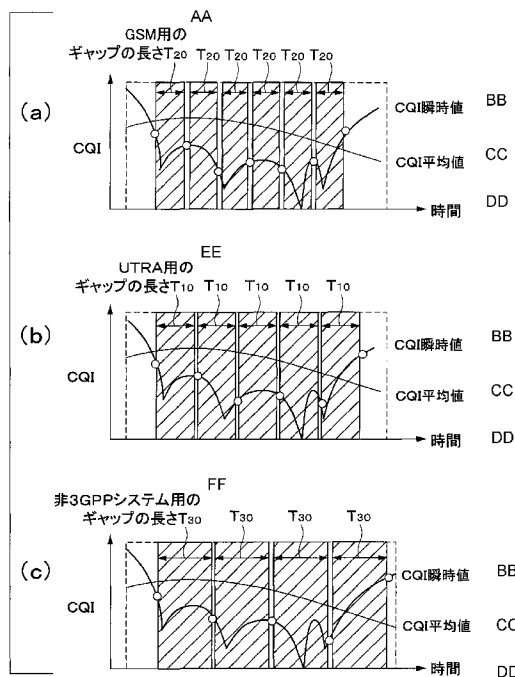 AA
GSM用の
ギャップの長さT20 T20 T20 T20 T20 T20
(a)
CQI
CQI瞬時値 BB
CQI平均値 CC
時間 DD
EE
UTRA用の
ギャップの長さT10 T10 T10 T10 T10
(b)
CQI
CQI瞬時値 BB
CQI平均値 CC
時間 DD
FF
非3GPPシステム用の
ギャップの長さT30 T30 T30 T30
(c)
CQI
CQI瞬時値 BB
CQI平均値 CC
時間 DD